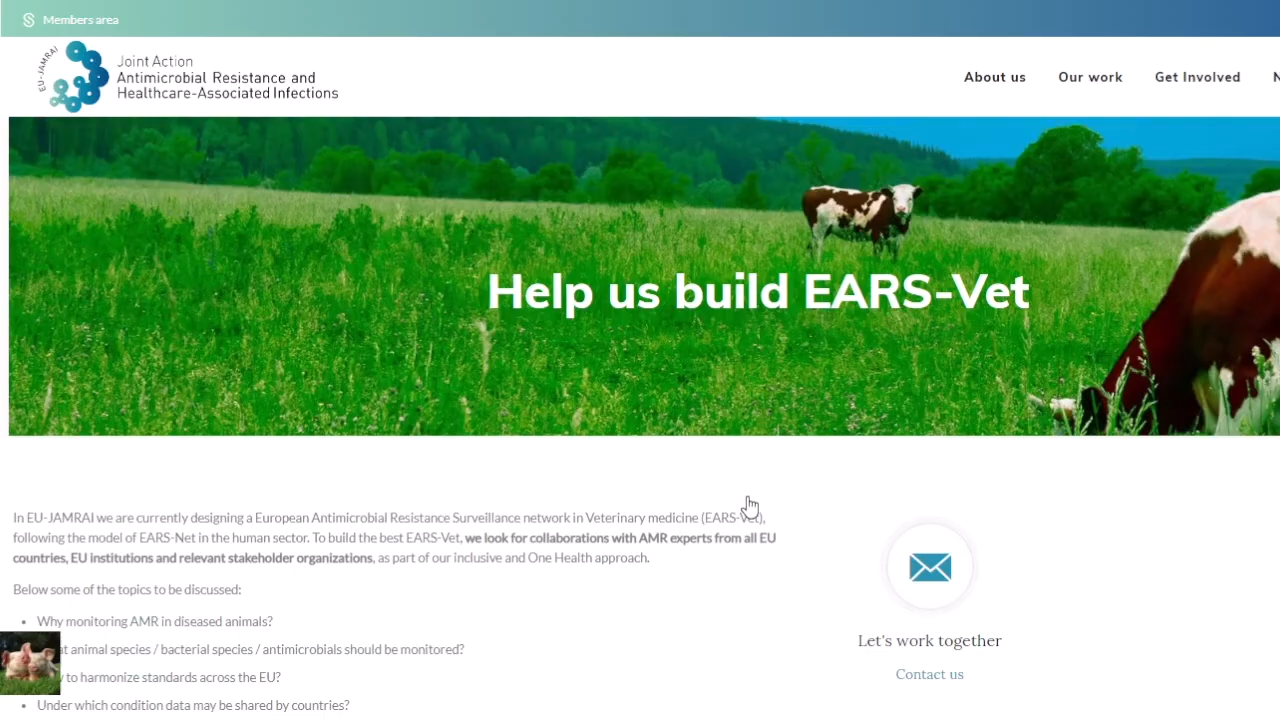 Members area
EU-JAMRAI
Joint Action
Antimicrobial Resistance and
Healthcare-Associated Infections
About us
Our work
Get Involved
Help us build EARS-Vet
In EU-JAMRAI we are currently designing a European Antimicrobial Resistance Surveillance network in Veterinary medicine (EARS-Vet),
following the model of EARS-Net in the human sector. To build the best EARS-Vet, we look for collaborations with AMR experts from all EU
countries, EU institutions and relevant stakeholder organizations, as part of our inclusive and One Health approach.
Below some of the topics to be discussed:
• Why monitoring AMR in diseased animals?
animal species / bacterial species / antimicrobials should be monitored?
to harmonize standards across the EU?
• Under which condition data may be shared by countries?
Let's work together
Contact us